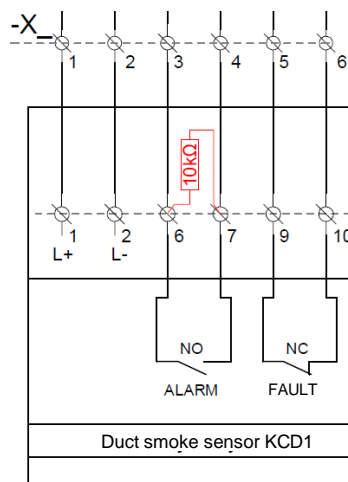 -X_
1 2 3 4 5 6
10kΩ
1 2 6 7 9 10
L+ L-
NO NC
ALARM FAULT
Duct smoke sensor KCD1